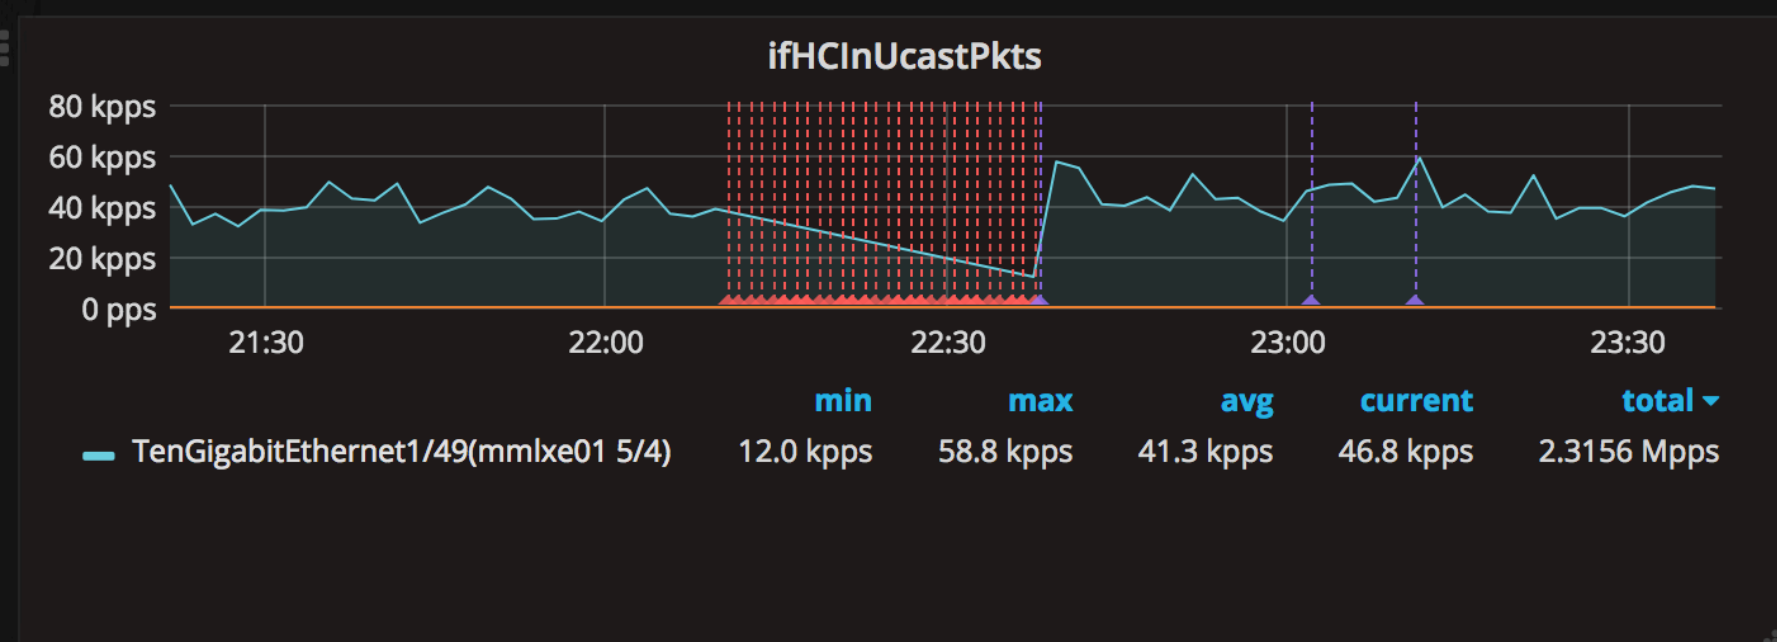 ifHCInUcastPkts
80 kpps
60 kpps
40 kpps
20 kpps
0 pps
21:30 22:00 22:30 23:00 23:30
min max avg current total
TenGigabitEthernet1/49(mmlxe01 5/4) 12.0 kpps 58.8 kpps 41.3 kpps 46.8 kpps 2.3156 Mpps